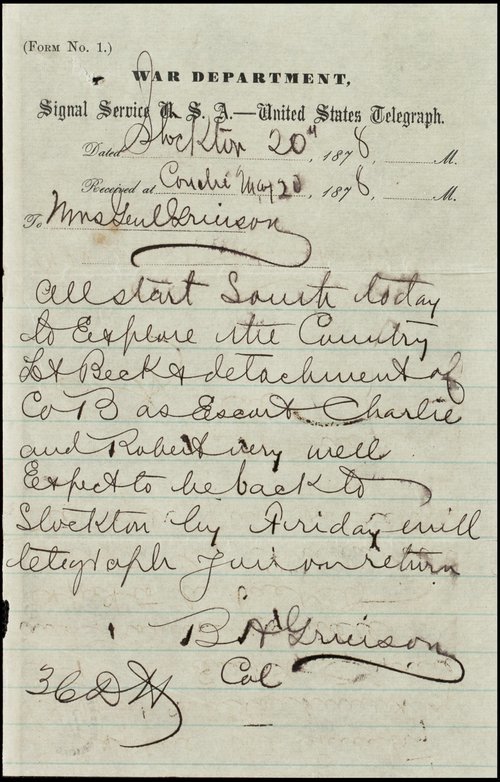 (FORM No. 1.)
WAR DEPARTMENT,
Signal Service U. S. A.—United States Telegraph.
Dated Stockton 20th, 1878, M.
Received at Concho May 20, 1878, M.
To Mrs Genl Grierson
All start South today
to Explore the Country
Lt Beck & detachment of
Co B as Escort Charlie
and Robert very well
Expect to be back to
Stockton by Friday will
telegraph you on return
B H Grierson
Col
36 D H